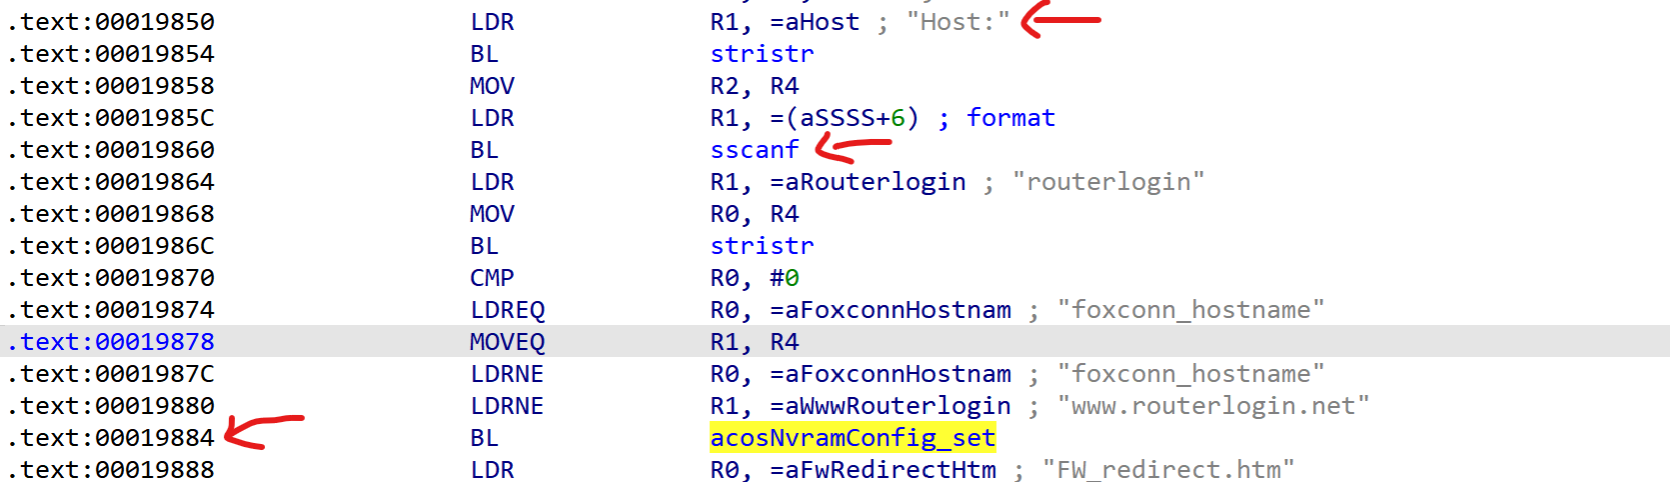 .text:00019850 LDR R1, =aHost ; "Host:"
.text:00019854 BL stristr
.text:00019858 MOV R2, R4
.text:0001985C LDR R1, =(aSSSS+6) ; format
.text:00019860 BL sscanf
.text:00019864 LDR R1, =aRouterlogin ; "routerlogin"
.text:00019868 MOV R0, R4
.text:0001986C BL stristr
.text:00019870 CMP R0, #0
.text:00019874 LDREQ R0, =aFoxconnHostnam ; "foxconn_hostname"
.text:00019878 MOVEQ R1, R4
.text:0001987C LDRNE R0, =aFoxconnHostnam ; "foxconn_hostname"
.text:00019880 LDRNE R1, =aWwwRouterlogin ; "www.routerlogin.net"
.text:00019884 BL acosNvramConfig_set
.text:00019888 LDR R0, =aFwRedirectHtm ; "FW_redirect.htm"